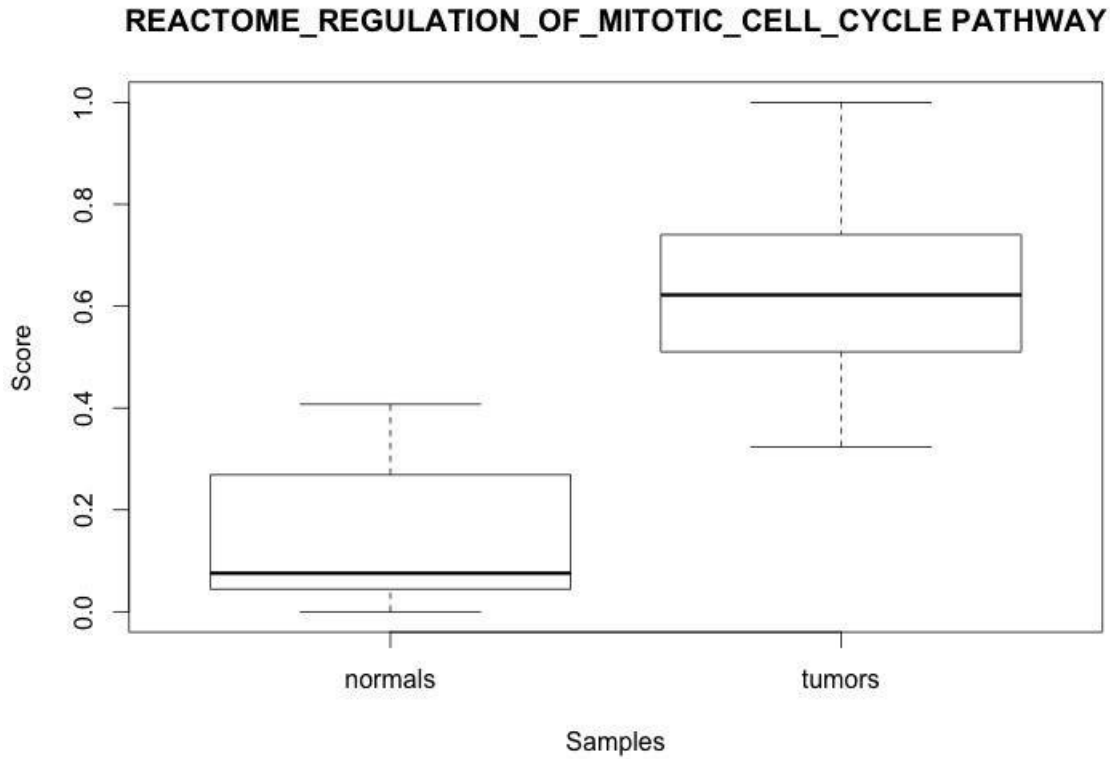 REACTOME_REGULATION_OF_MITOTIC_CELL_CYCLE PATHWAY
1.0
0.8
0.6
0.4
0.2
0.0
Score
normals tumors
Samples